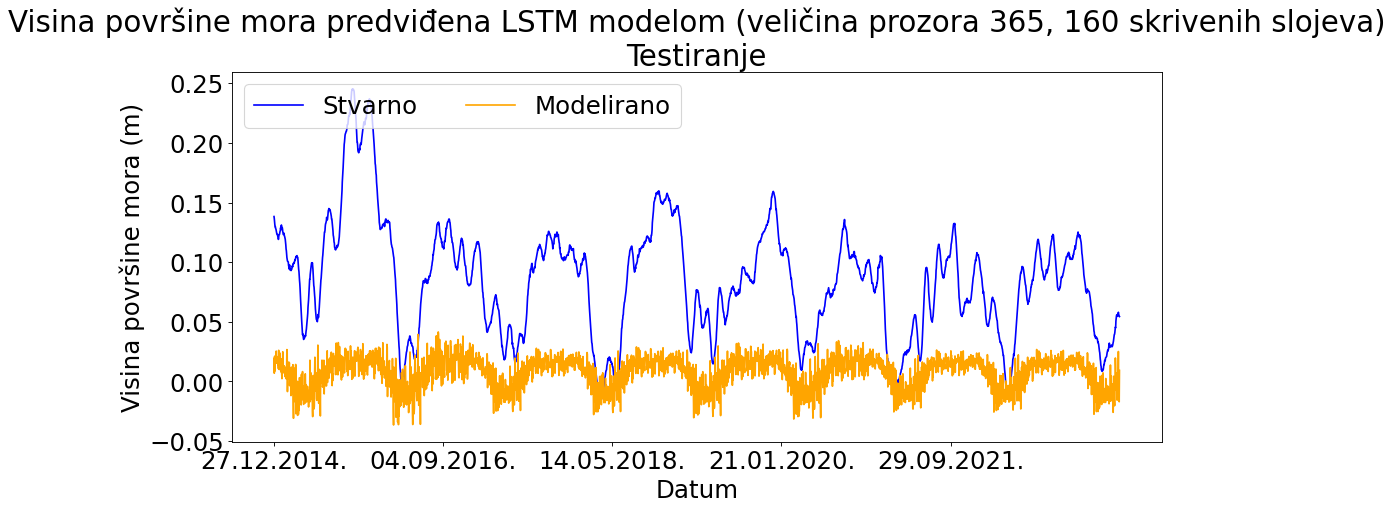 Visina površine mora predviđena LSTM modelom (veličina prozora 365, 160 skrivenih slojeva)
Testiranje
Stvarno
Modelirano
Visina površine mora (m)
0.25
0.20
0.15
0.10
0.05
0.00
−0.05
27.12.2014.
04.09.2016.
14.05.2018.
21.01.2020.
29.09.2021.
Datum